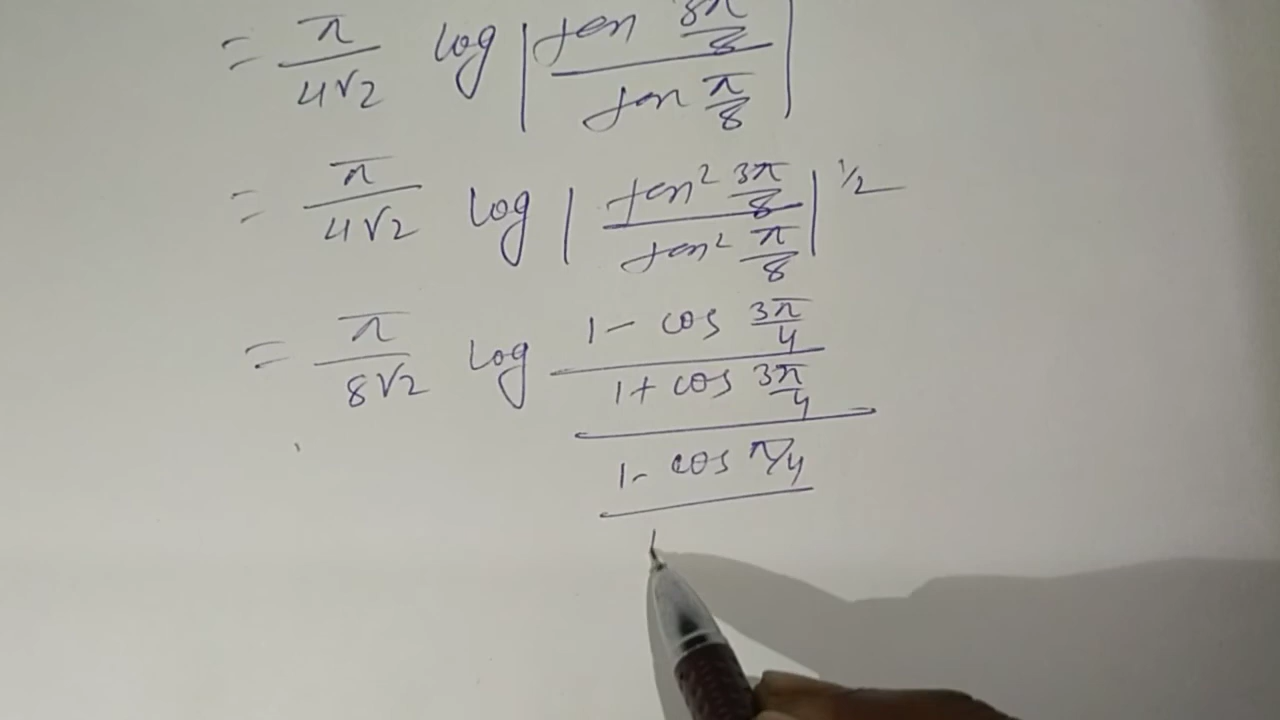 = π/4√2 log |tan 3π/8 / tan π/8|
= π/4√2 log |tan² 3π/8 / tan² π/8|^1/2
= π/8√2 log 1 - cos 3π/4 / 1 + cos 3π/4 / 1 - cos π/4 /